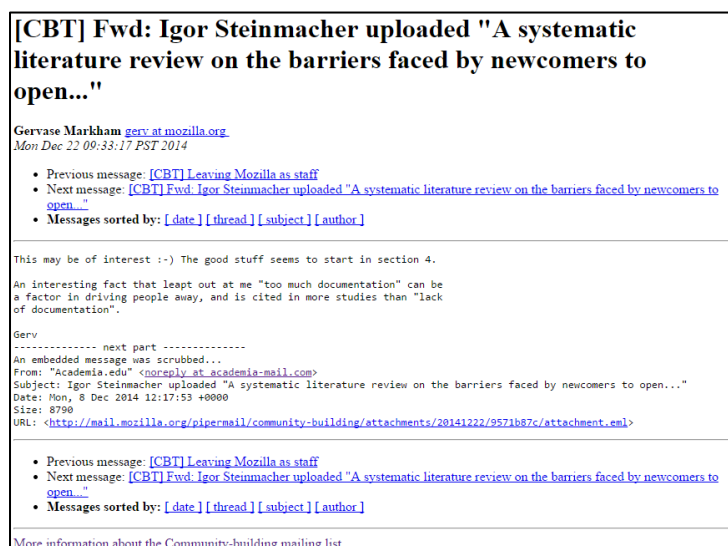 [CBT] Fwd: Igor Steinmacher uploaded "A systematic
literature review on the barriers faced by newcomers to
open..."
Gervase Markham gerv at mozilla.org
Mon Dec 22 09:33:17 PST 2014
• Previous message: [CBT] Leaving Mozilla as staff
• Next message: [CBT] Fwd: Igor Steinmacher uploaded "A systematic literature review on the barriers faced by newcomers to
open..."
• Messages sorted by: [ date ] [ thread ] [ subject ] [ author ]
This may be of interest :-) The good stuff seems to start in section 4.
An interesting fact that leapt out at me "too much documentation" can be
a factor in driving people away, and is cited in more studies than "lack
of documentation".
Gerv
-------------- next part --------------
An embedded message was scrubbed...
From: "Academia.edu" <noreply at academia-mail.com>
Subject: Igor Steinmacher uploaded "A systematic literature review on the barriers faced by newcomers to open..."
Date: Mon, 8 Dec 2014 12:17:53 +0000
Size: 8790
URL: <http://mail.mozilla.org/pipermail/community-building/attachments/20141222/9571b87c/attachment.eml>
• Previous message: [CBT] Leaving Mozilla as staff
• Next message: [CBT] Fwd: Igor Steinmacher uploaded "A systematic literature review on the barriers faced by newcomers to
open..."
• Messages sorted by: [ date ] [ thread ] [ subject ] [ author ]
More information about the Community-building mailing list